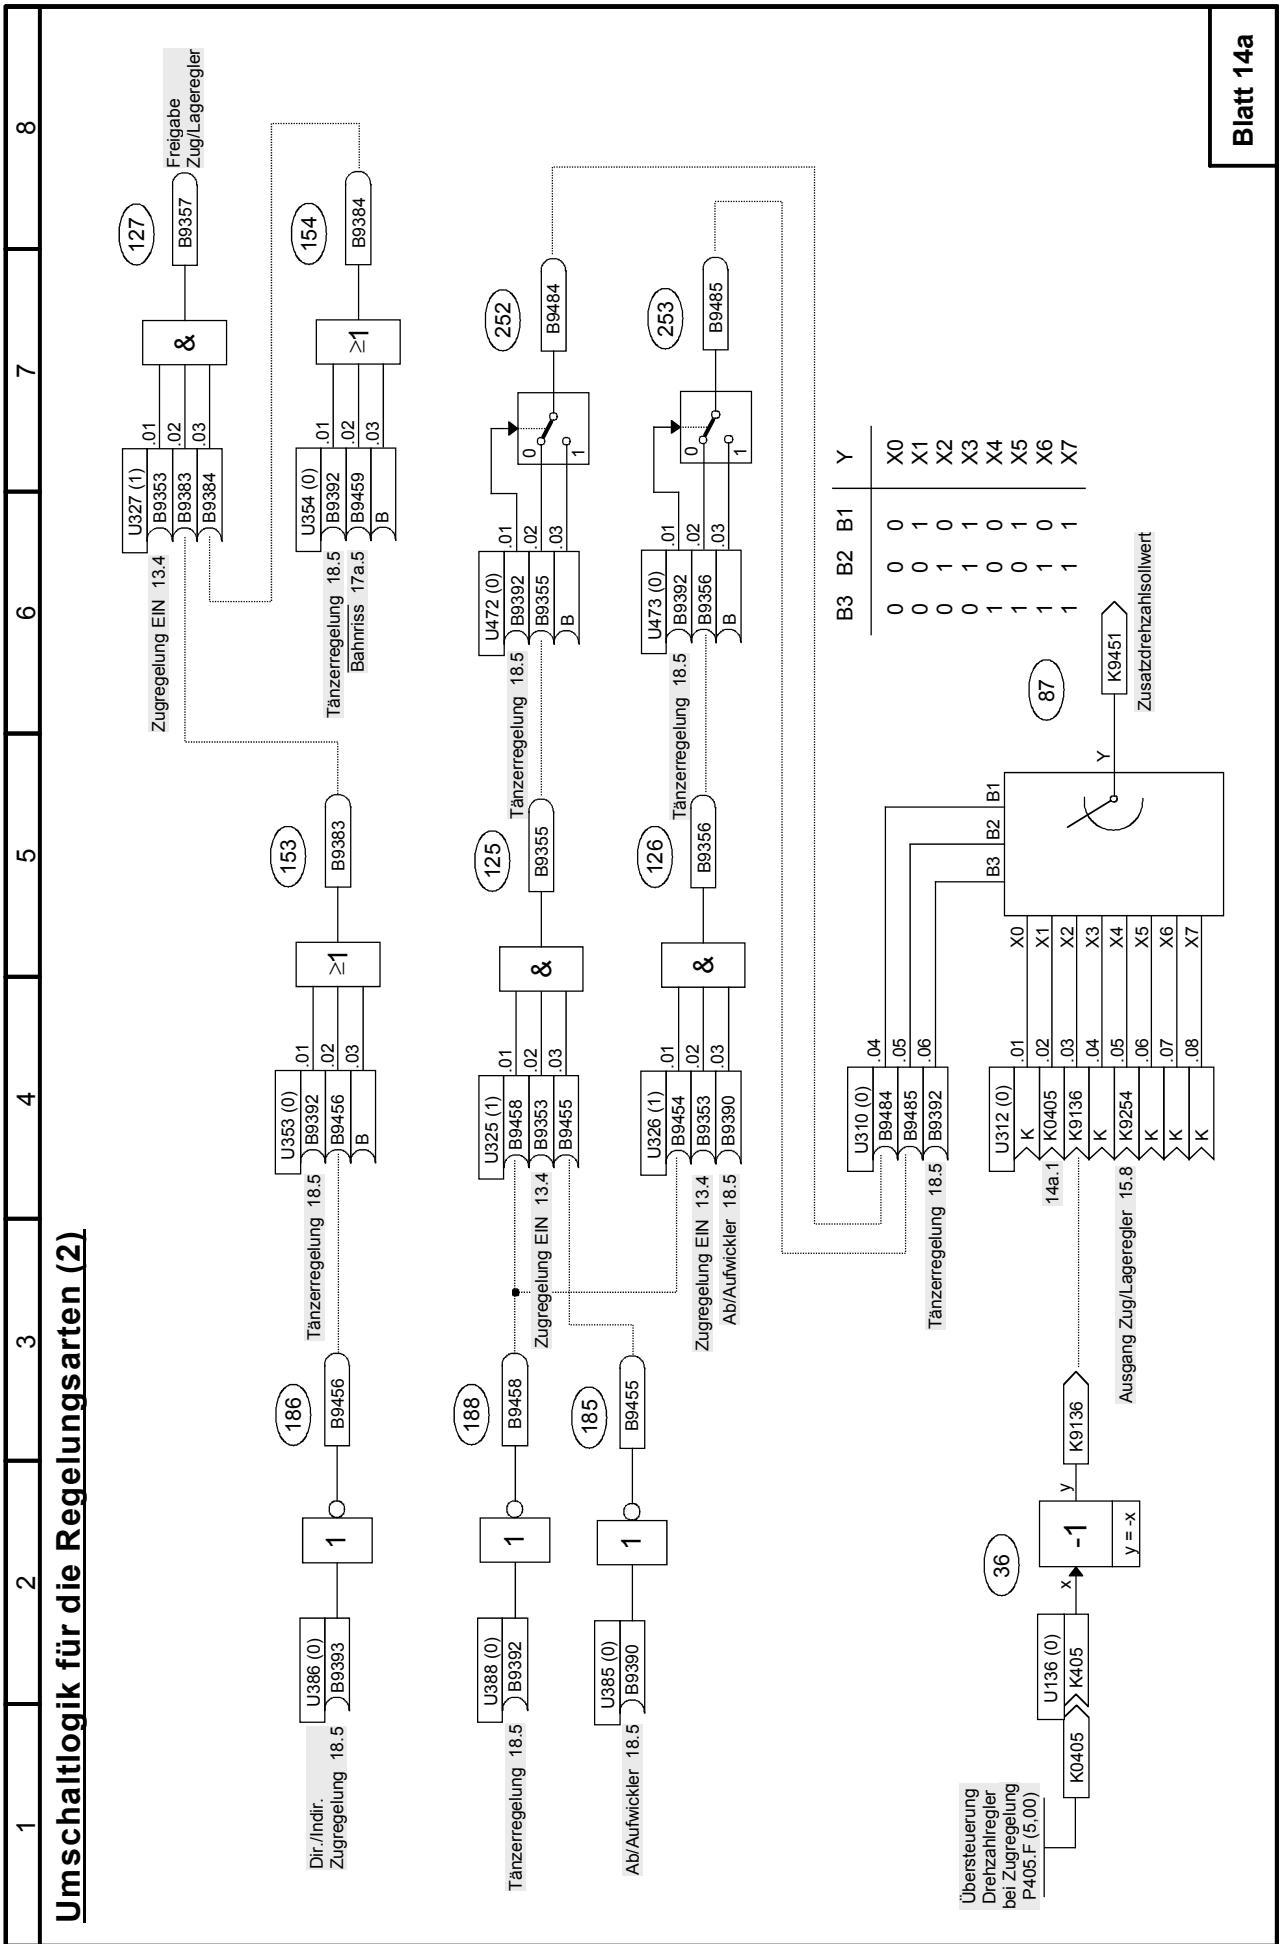 1 2 3 4 5 6 7 8
Umschaltlogik für die Regelungsarten (2)
Dir./Indir.
Zugregelung 18.5
U386 (0)
B9393
1
186
B9456
Tänzerregelung 18.5
U353 (0)
B9392
B9456
B
.01
.02
.03
≥1
153
B9383
Zugregelung EIN 13.4
U327 (1)
B9353
B9383
B9384
.01
.02
.03
&
127
B9357
Freigabe
Zug/Lageregler
Tänzerregelung 18.5
Bahnriss 17a.5
U354 (0)
B9392
B9459
B
.01
.02
.03
≥1
154
B9384
Tänzerregelung 18.5
U388 (0)
B9392
1
188
B9458
Zugregelung EIN 13.4
U325 (1)
B9458
B9353
B9455
.01
.02
.03
&
125
B9355
Tänzerregelung 18.5
U472 (0)
B9392
B9355
B
.01
.02
.03
0
1
252
B9484
Ab/Aufwickler 18.5
U385 (0)
B9390
1
185
B9455
Zugregelung EIN 13.4
Ab/Aufwickler 18.5
U326 (1)
B9454
B9353
B9390
.01
.02
.03
&
126
B9356
Tänzerregelung 18.5
U473 (0)
B9392
B9356
B
.01
.02
.03
0
1
253
B9485
Tänzerregelung 18.5
U310 (0)
B9484
B9485
B9392
.04
.05
.06
B3 B2 B1 Y
0 0 0 X0
0 0 1 X1
0 1 0 X2
0 1 1 X3
1 0 0 X4
1 0 1 X5
1 1 0 X6
1 1 1 X7
Übersteuerung
Drehzahlregler
bei Zugregelung
P405.F (5,00)
K0405
U136 (0)
K405
x
36
-1
y = -x
y
K9136
14a.1
Ausgang Zug/Lageregler 15.8
U312 (0)
K
K0405
K9136
K
K9254
K
K
K
.01
.02
.03
.04
.05
.06
.07
.08
X0
X1
X2
X3
X4
X5
X6
X7
B3 B2 B1
Y
87
K9451
Zusatzdrehzahlsollwert
Blatt 14a